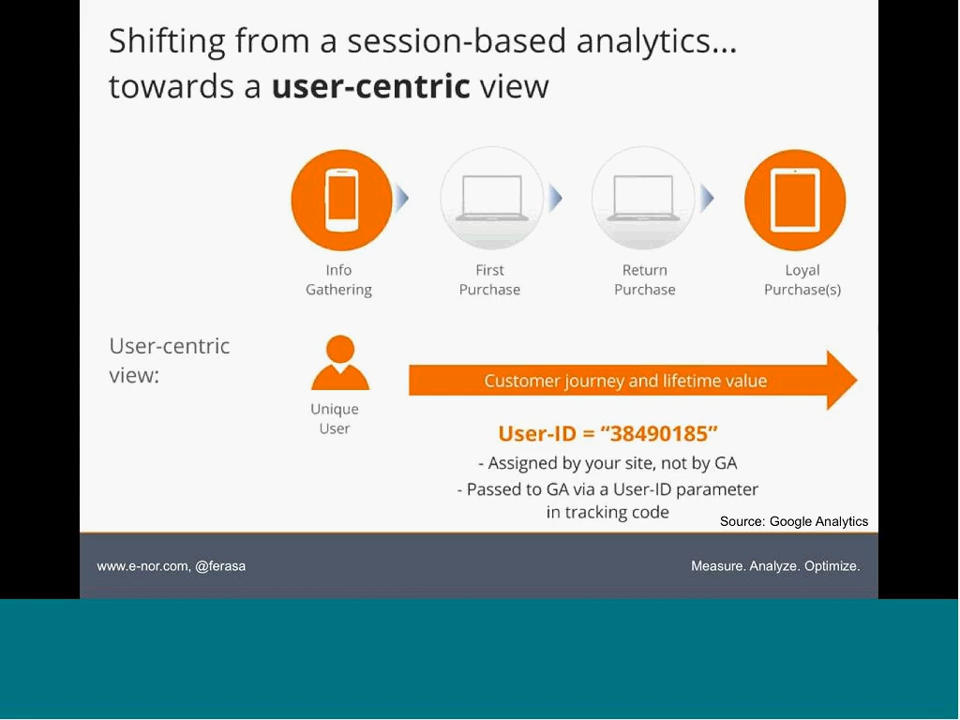 Shifting from a session-based analytics...
towards a user-centric view
Info
Gathering
First
Purchase
Return
Purchase
Loyal
Purchase(s)
User-centric
view:
Unique
User
Customer journey and lifetime value
User-ID = “38490185”
- Assigned by your site, not by GA
- Passed to GA via a User-ID parameter
in tracking code
Source: Google Analytics
www.e-nor.com, @ferasa
Measure. Analyze. Optimize.